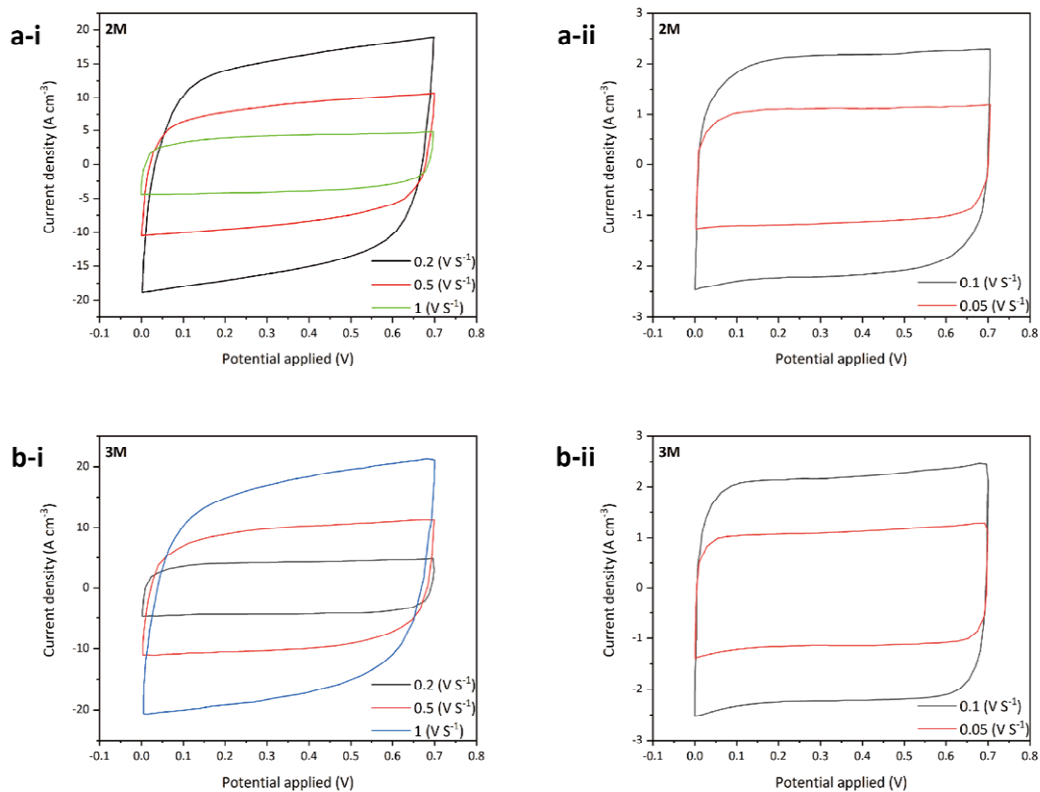 a-i
2M
Current density (A cm⁻³)
20
15
10
5
0
-5
-10
-15
-20
0.2 (V S⁻¹)
0.5 (V S⁻¹)
1 (V S⁻¹)
-0.1 0.0 0.1 0.2 0.3 0.4 0.5 0.6 0.7 0.8
Potential applied (V)
a-ii
2M
Current density (A cm⁻³)
3
2
1
0
-1
-2
-3
0.1 (V S⁻¹)
0.05 (V S⁻¹)
-0.1 0.0 0.1 0.2 0.3 0.4 0.5 0.6 0.7 0.8
Potential applied (V)
b-i
3M
Current density (A cm⁻³)
20
10
0
-10
-20
0.2 (V S⁻¹)
0.5 (V S⁻¹)
1 (V S⁻¹)
-0.1 0.0 0.1 0.2 0.3 0.4 0.5 0.6 0.7 0.8
Potential applied (V)
b-ii
3M
Current density (A cm⁻³)
3
2
1
0
-1
-2
-3
0.1 (V S⁻¹)
0.05 (V S⁻¹)
-0.1 0.0 0.1 0.2 0.3 0.4 0.5 0.6 0.7 0.8
Potential applied (V)